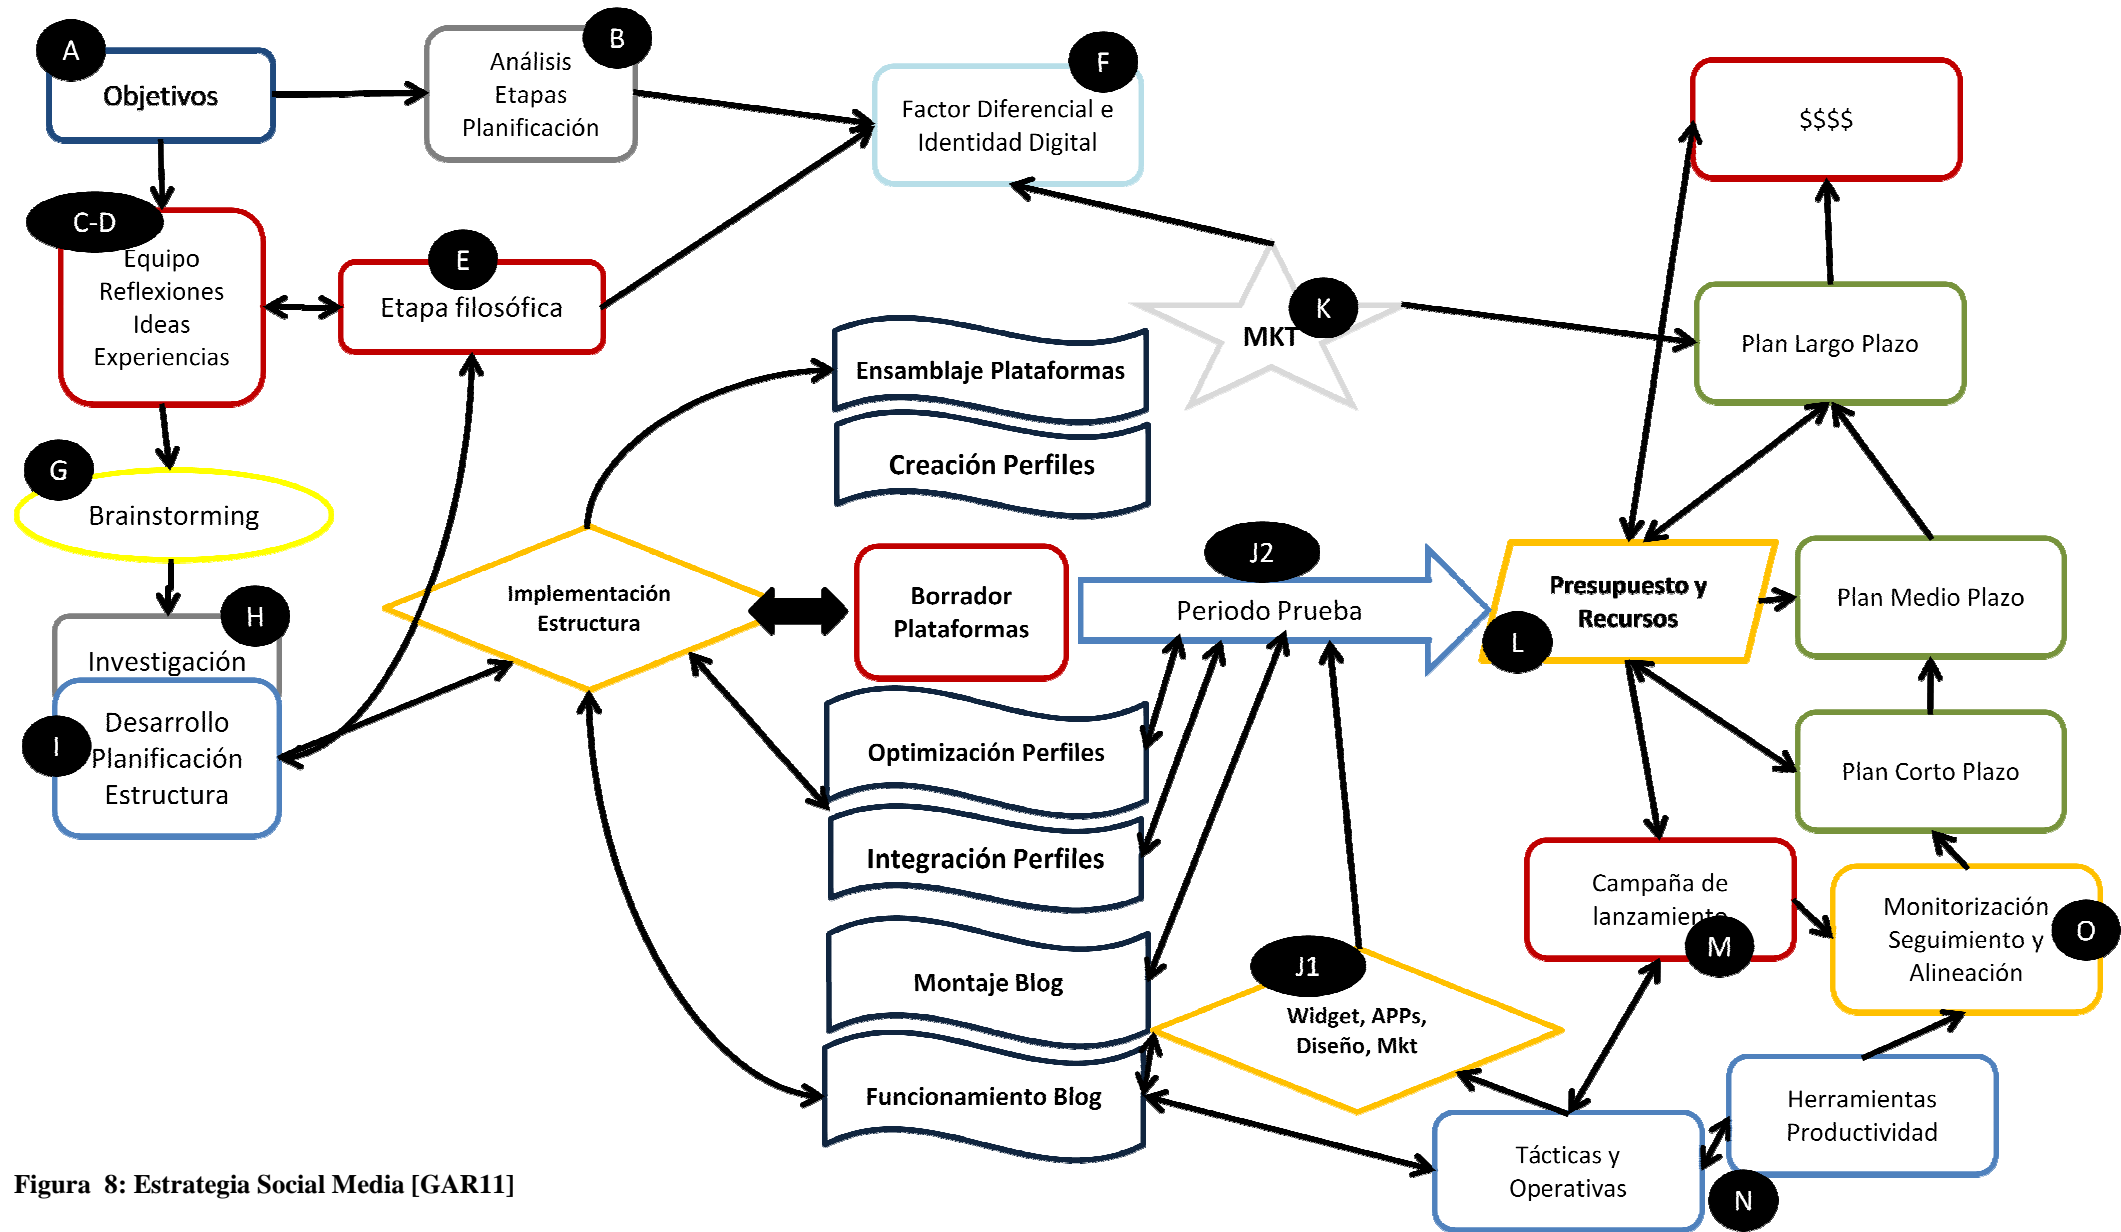 A
Objetivos
B
Análisis
Etapas
Planificación
F
Factor Diferencial e
Identidad Digital
$$$$
C-D
Equipo
Reflexiones
Ideas
Experiencias
E
Etapa filosófica
K
MKT
Plan Largo Plazo
Ensamblaje Plataformas
Creación Perfiles
G
Brainstorming
H
Investigación
I
Desarrollo
Planificación
Estructura
Implementación
Estructura
Borrador
Plataformas
J2
Periodo Prueba
Presupuesto y
Recursos
L
Plan Medio Plazo
Optimización Perfiles
Plan Corto Plazo
Integración Perfiles
Campaña de
lanzamiento
M
Monitorización
Seguimiento y
Alineación
O
Montaje Blog
J1
Widget, APPs,
Diseño, Mkt
Funcionamiento Blog
Herramientas
Productividad
Tácticas y
Operativas
N
Figura 8: Estrategia Social Media [GAR11]